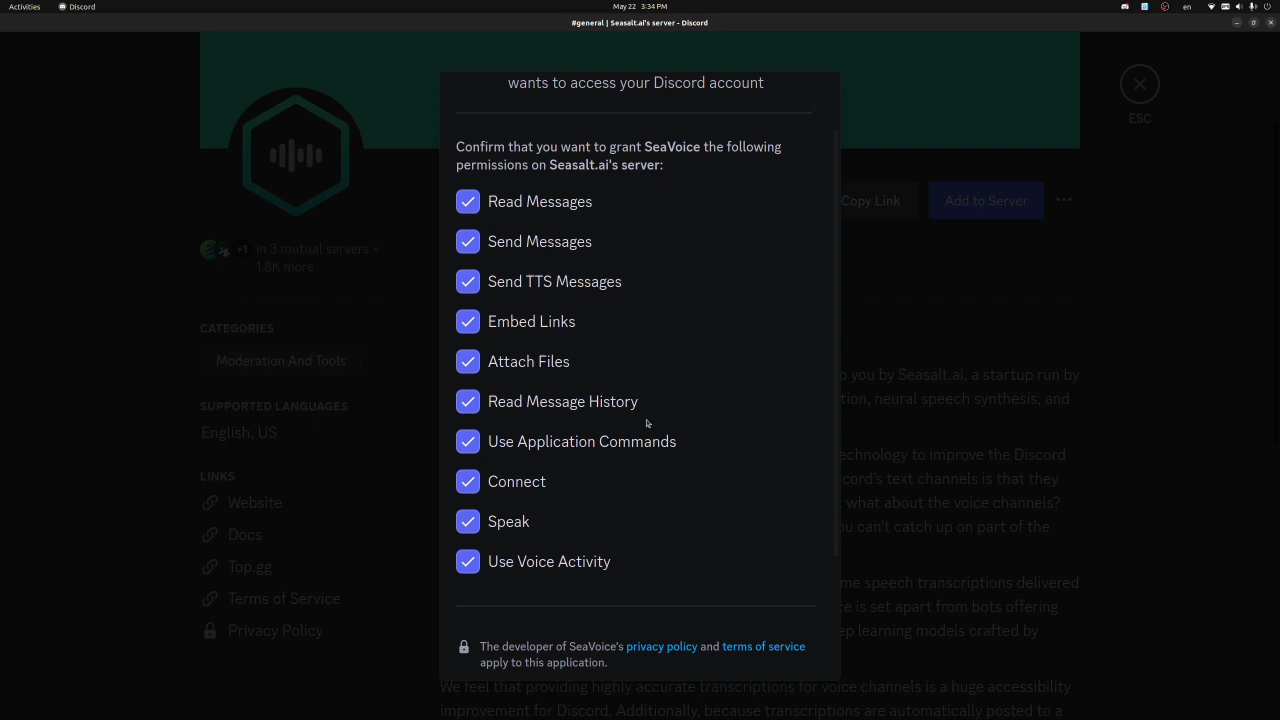 Activities
Discord
May 22 3:34 PM
en
#general | Seasalt.ai's server - Discord
wants to access your Discord account
ESC
Confirm that you want to grant SeaVoice the following
permissions on Seasalt.ai's server:
Read Messages
Send Messages
Send TTS Messages
Embed Links
Attach Files
Read Message History
Use Application Commands
Connect
Speak
Use Voice Activity
The developer of SeaVoice's privacy policy and terms of service
apply to this application.
Copy Link
Add to Server
+1 in 3 mutual servers +
1.8K more
CATEGORIES
Moderation And Tools
SUPPORTED LANGUAGES
English, US
LINKS
Website
Docs
Top.gg
Terms of Service
Privacy Policy
o you by Seasalt.ai, a startup run by
tion, neural speech synthesis, and
echnology to improve the Discord
cord's text channels is that they
what about the voice channels?
ou can't catch up on part of the
me speech transcriptions delivered
ce is set apart from bots offering
ep learning models crafted by
We feel that providing highly accurate transcriptions for voice channels is a huge accessibility
improvement for Discord. Additionally, because transcriptions are automatically posted to a